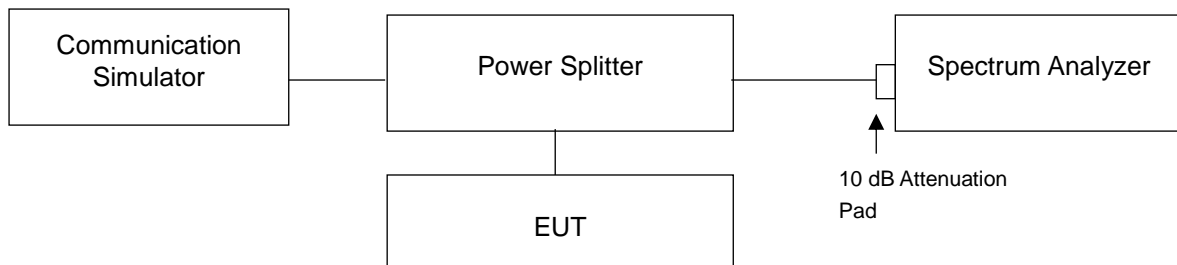 Communication
Simulator
Power Splitter
Spectrum Analyzer
10 dB Attenuation
Pad
EUT